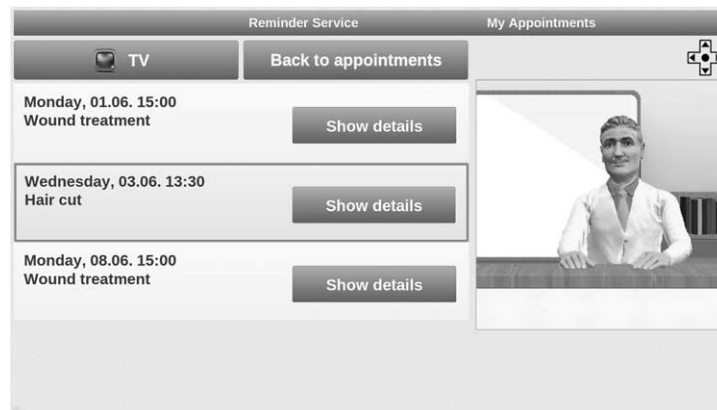 Reminder Service
My Appointments
TV
Back to appointments
Monday, 01.06. 15:00
Wound treatment
Show details
Wednesday, 03.06. 13:30
Hair cut
Show details
Monday, 08.06. 15:00
Wound treatment
Show details